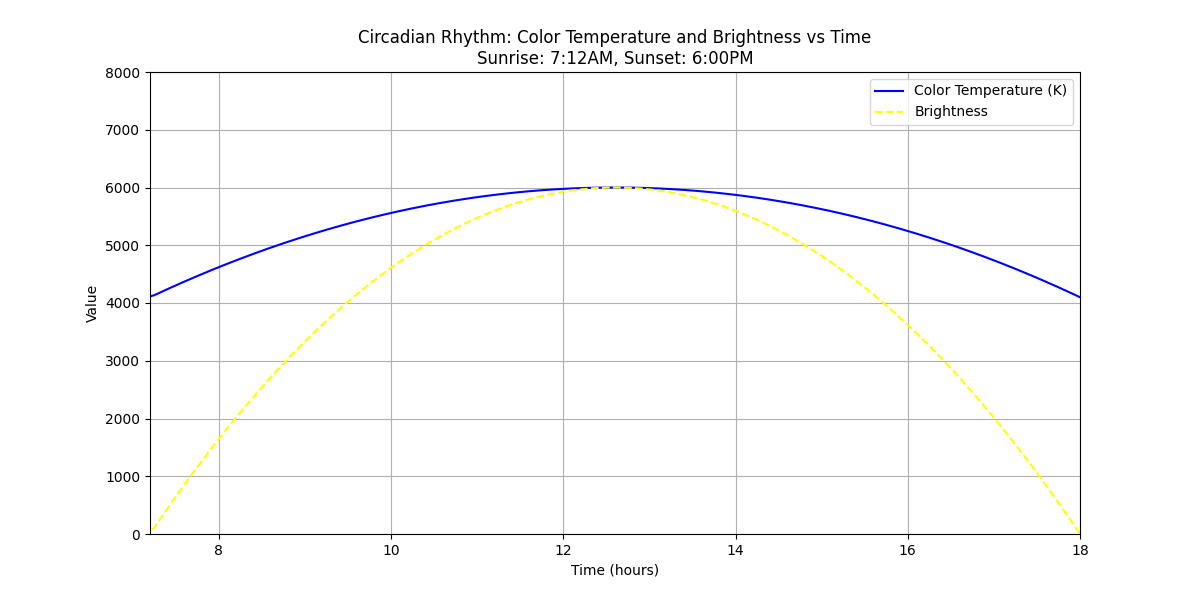 Circadian Rhythm: Color Temperature and Brightness vs Time
Sunrise: 7:12AM, Sunset: 6:00PM
8000
7000
6000
5000
4000
3000
2000
1000
0
Value
Color Temperature (K)
Brightness
8 10 12 14 16 18
Time (hours)